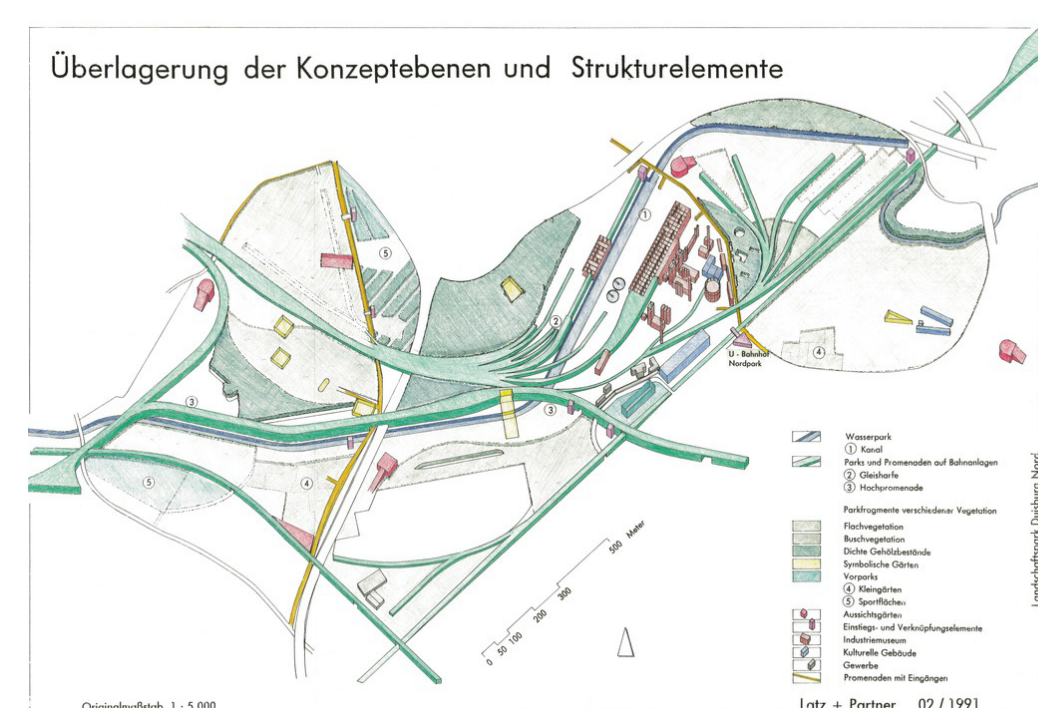 Überlagerung der Konzeptebenen und Strukturelemente
1
5
2
U - Bahnhof
Nordpark
4
3
3
5
4
Wasserpark
1 Kanal
Parks und Promenaden auf Bahnanlagen
2 Gleisharfe
3 Hochpromenade
Parkfragmente verschiedener Vegetation
Flachvegetation
Buschvegetation
Dichte Gehölzbestände
Symbolische Gärten
Vorparks
4 Kleingärten
5 Sportflächen
Aussichtsgärten
Einstiegs- und Verknüpfungselemente
Industriemuseum
Kulturelle Gebäude
Gewerbe
Promenaden mit Eingängen
0 50 100 200 300 500 Meter
Landschaftspark Duisburg Nord
Originalmaßstab 1 : 5 000
Latz + Partner 02 / 1991